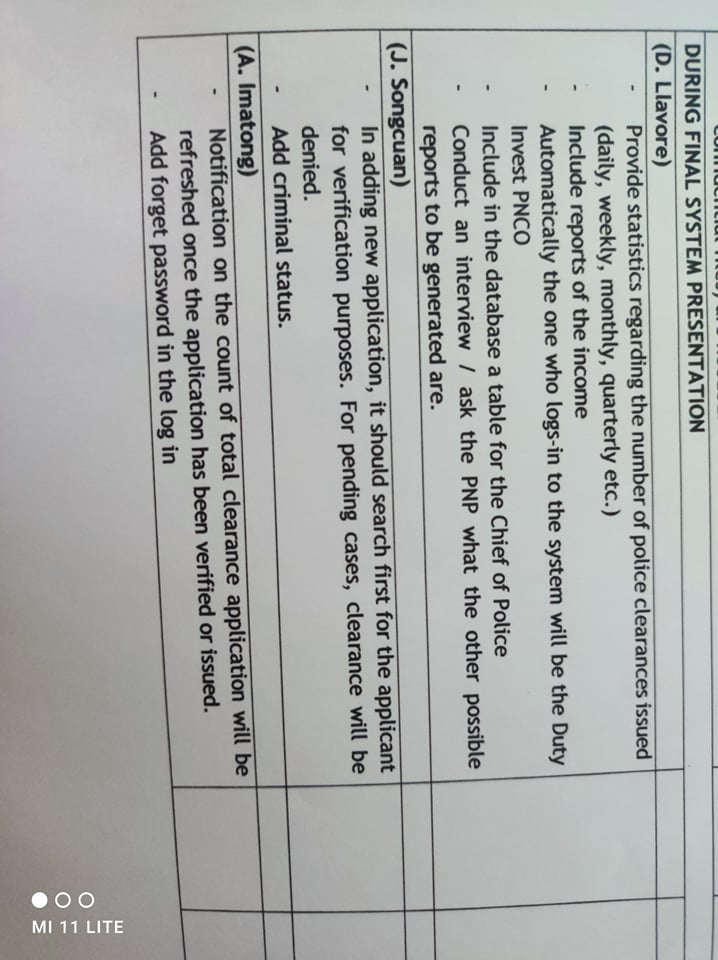 DURING FINAL SYSTEM PRESENTATION
(D. Llavore)
- Provide statistics regarding the number of police clearances issued
(daily, weekly, monthly, quarterly etc.)
- Include reports of the income
- Automatically the one who logs-in to the system will be the Duty
Invest PNCO
- Include in the database a table for the Chief of Police
- Conduct an interview / ask the PNP what the other possible
reports to be generated are.
(J. Songcuan)
- In adding new application, it should search first for the applicant
for verification purposes. For pending cases, clearance will be
denied.
- Add criminal status.
(A. Imatong)
- Notification on the count of total clearance application will be
refreshed once the application has been verified or issued.
- Add forget password in the log in
MI 11 LITE